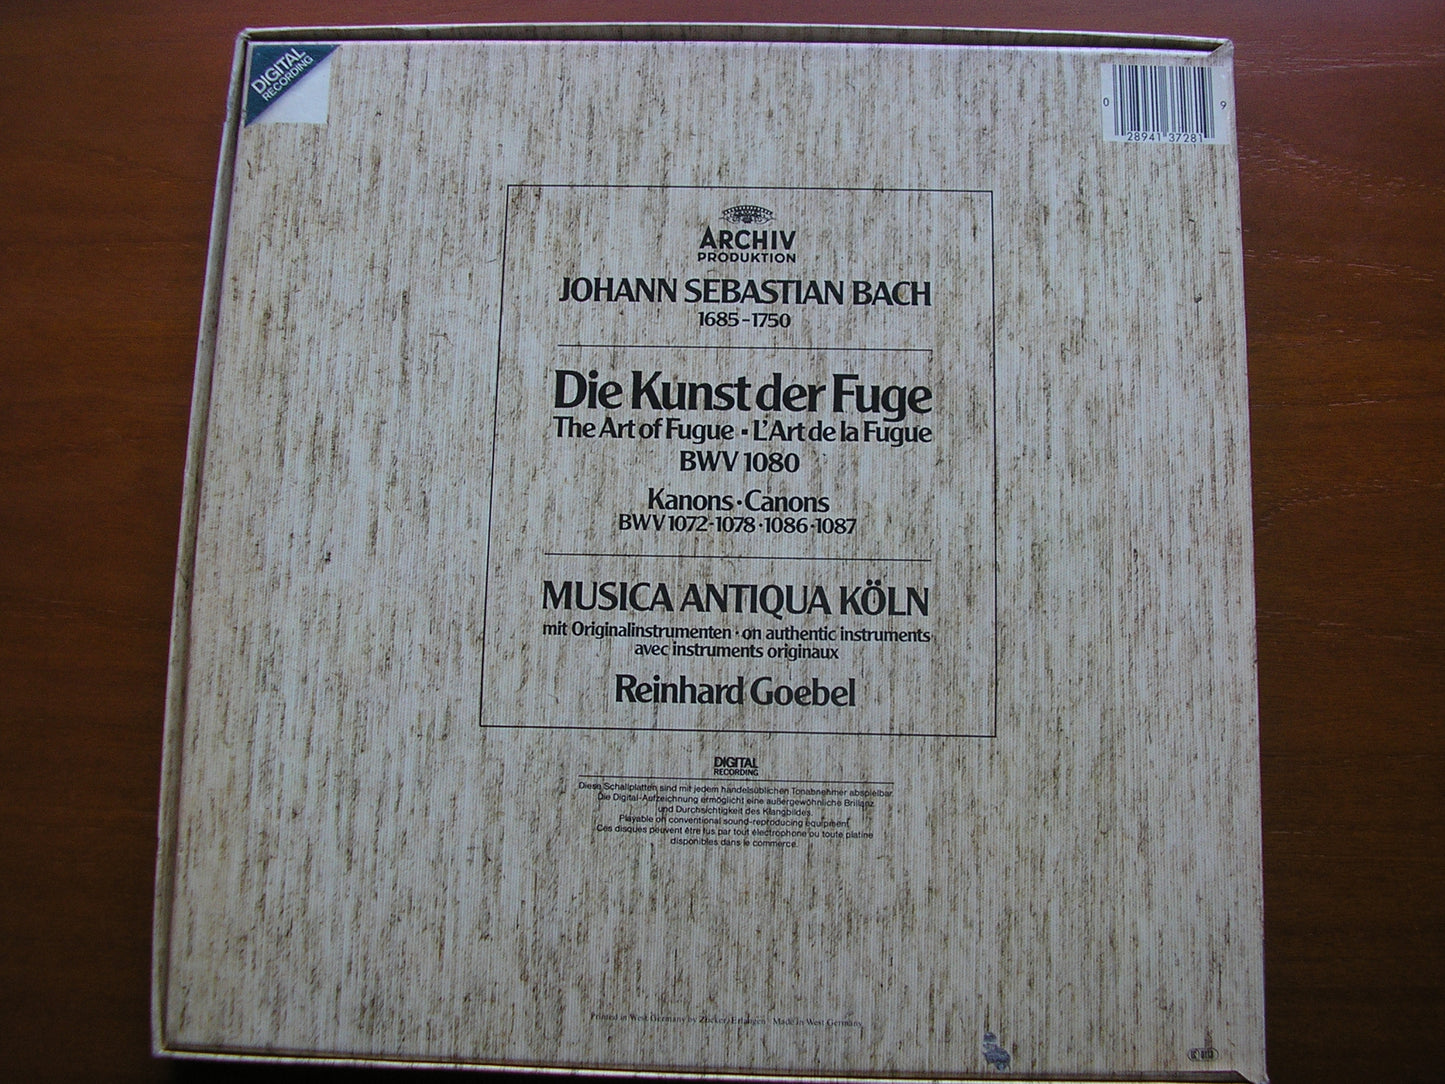 DIGITAL
RECORDING
0 28941 37281 9
ARCHIV
PRODUKTION
JOHANN SEBASTIAN BACH
1685-1750
Die Kunst der Fuge
The Art of Fugue ▪ L'Art de la Fugue
BWV 1080
Kanons · Canons
BWV 1072-1078 · 1086 · 1087
MUSICA ANTIQUA KÖLN
mit Originalinstrumenten · on authentic instruments
avec instruments originaux
Reinhard Goebel
DIGITAL
RECORDING
Diese Schallplatten sind mit jedem handelsüblichen Tonabnehmer abspielbar.
Die Digital-Aufzeichnung ermöglicht eine außergewöhnliche Brillanz
und Durchsichtigkeit des Klangbildes.
Playable on conventional sound-reproducing equipment.
Ces disques peuvent être lus par tout électrophone ou toute platine
disponibles dans le commerce.
Printed in West Germany by Zücker, Erlangen · Made in West Germany